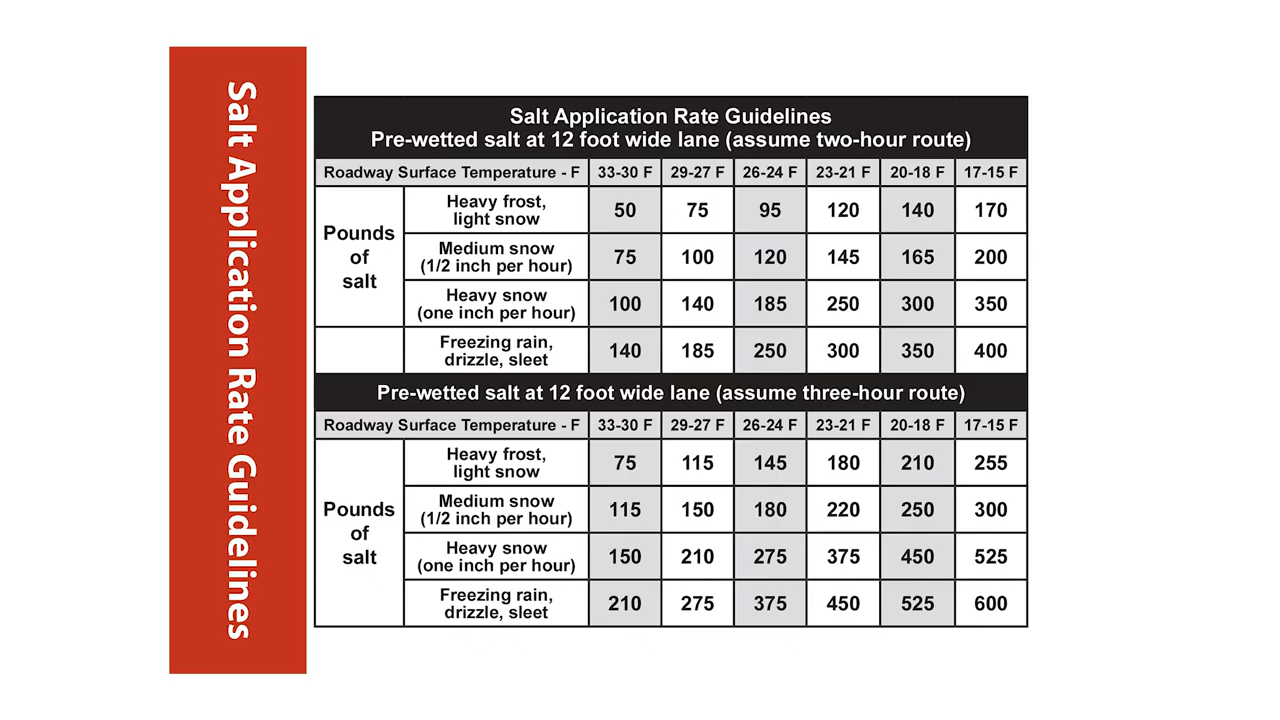 Salt Application Rate Guidelines
Salt Application Rate Guidelines
Pre-wetted salt at 12 foot wide lane (assume two-hour route)
Roadway Surface Temperature - F 33-30 F 29-27 F 26-24 F 23-21 F 20-18 F 17-15 F
Pounds
of
salt
Heavy frost,
light snow
50 75 95 120 140 170
Medium snow
(1/2 inch per hour)
75 100 120 145 165 200
Heavy snow
(one inch per hour)
100 140 185 250 300 350
Freezing rain,
drizzle, sleet
140 185 250 300 350 400
Pre-wetted salt at 12 foot wide lane (assume three-hour route)
Roadway Surface Temperature - F 33-30 F 29-27 F 26-24 F 23-21 F 20-18 F 17-15 F
Pounds
of
salt
Heavy frost,
light snow
75 115 145 180 210 255
Medium snow
(1/2 inch per hour)
115 150 180 220 250 300
Heavy snow
(one inch per hour)
150 210 275 375 450 525
Freezing rain,
drizzle, sleet
210 275 375 450 525 600